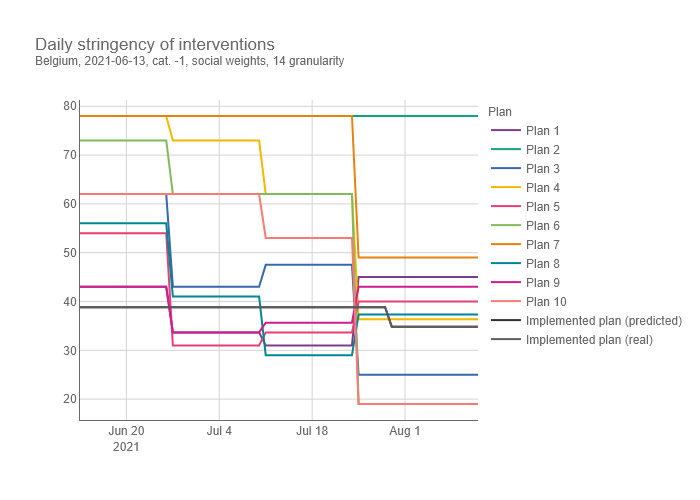 Daily stringency of interventions
Belgium, 2021-06-13, cat. -1, social weights, 14 granularity
80
70
60
50
40
30
20
Jun 20
2021
Jul 4
Jul 18
Aug 1
Plan
Plan 1
Plan 2
Plan 3
Plan 4
Plan 5
Plan 6
Plan 7
Plan 8
Plan 9
Plan 10
Implemented plan (predicted)
Implemented plan (real)